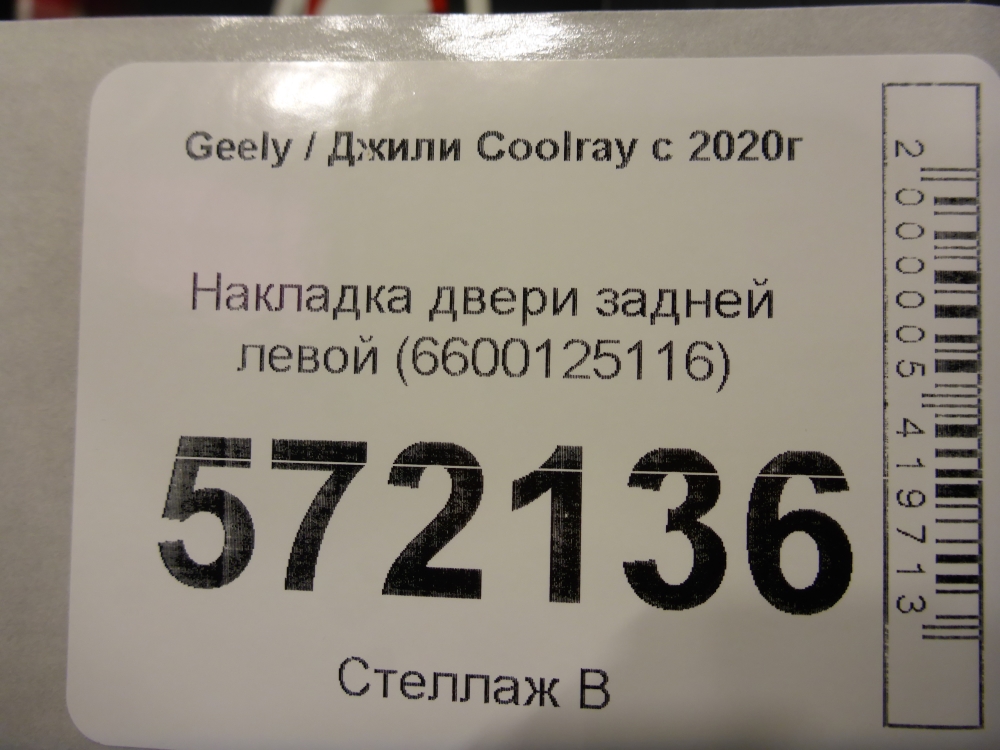 Geely / Джили Coolray с 2020г
Накладка двери задней
левой (6600125116)
572136
Стеллаж В
2000005419713